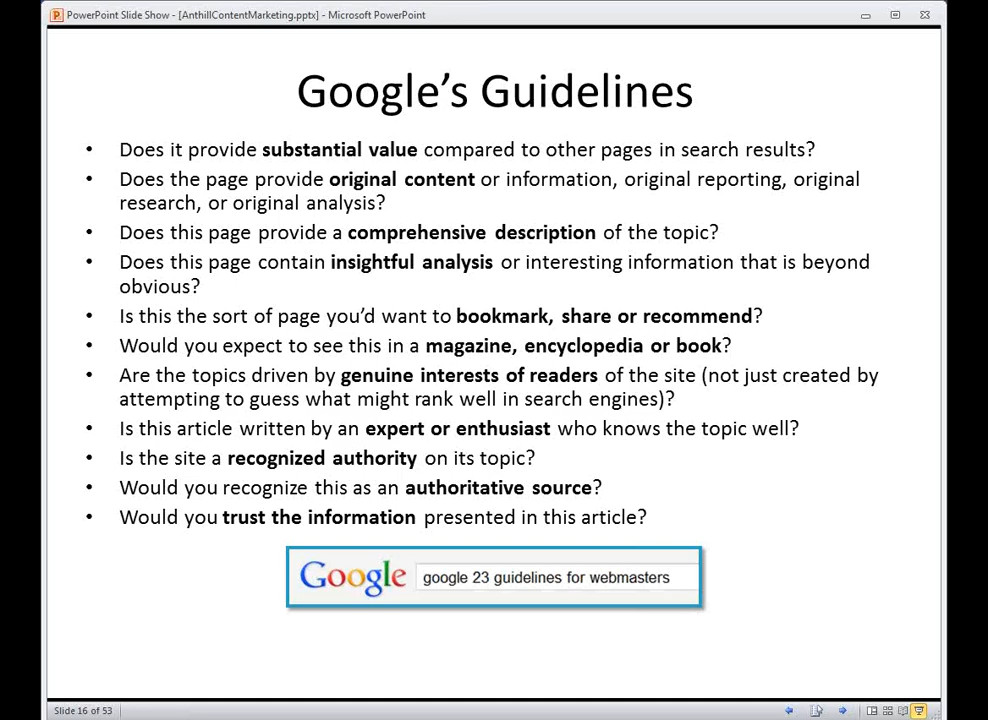 PowerPoint Slide Show - [AnthillContentMarketing.pptx] - Microsoft PowerPoint
Google's Guidelines
• Does it provide substantial value compared to other pages in search results?
• Does the page provide original content or information, original reporting, original
research, or original analysis?
• Does this page provide a comprehensive description of the topic?
• Does this page contain insightful analysis or interesting information that is beyond
obvious?
• Is this the sort of page you'd want to bookmark, share or recommend?
• Would you expect to see this in a magazine, encyclopedia or book?
• Are the topics driven by genuine interests of readers of the site (not just created by
attempting to guess what might rank well in search engines)?
• Is this article written by an expert or enthusiast who knows the topic well?
• Is the site a recognized authority on its topic?
• Would you recognize this as an authoritative source?
• Would you trust the information presented in this article?
Google google 23 guidelines for webmasters
Slide 16 of 53